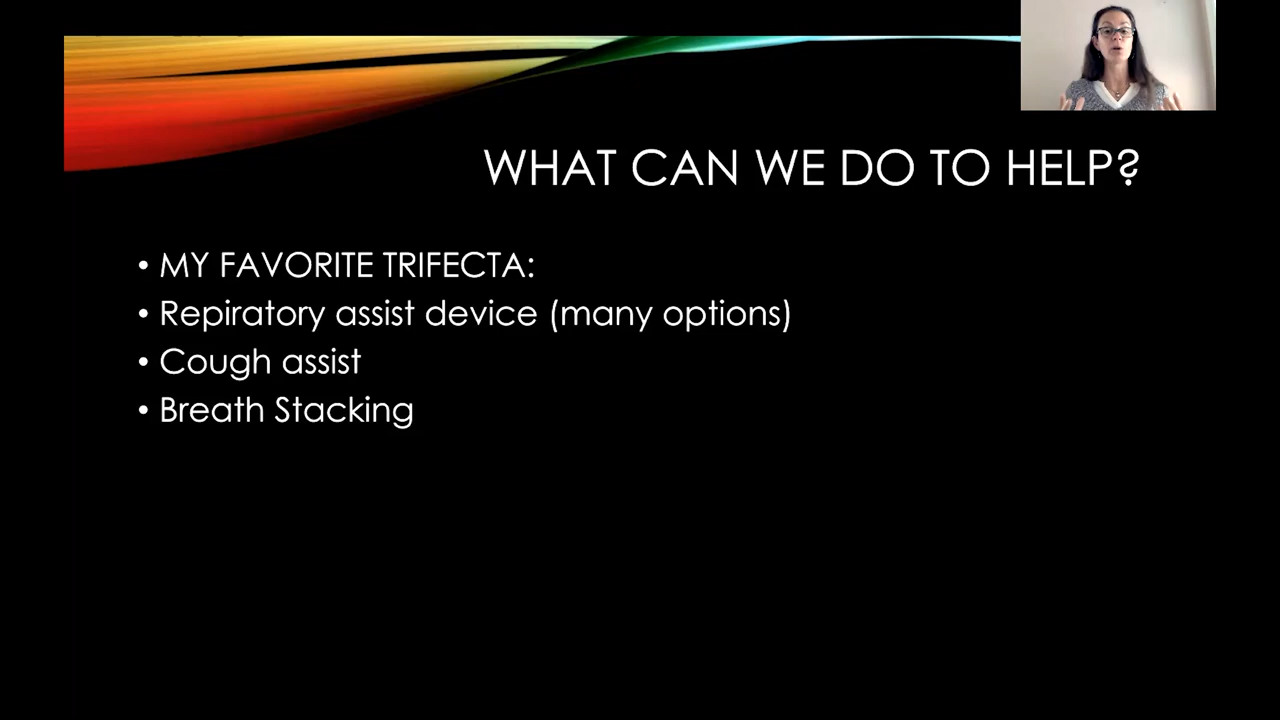 WHAT CAN WE DO TO HELP?
• MY FAVORITE TRIFECTA:
• Repiratory assist device (many options)
• Cough assist
• Breath Stacking